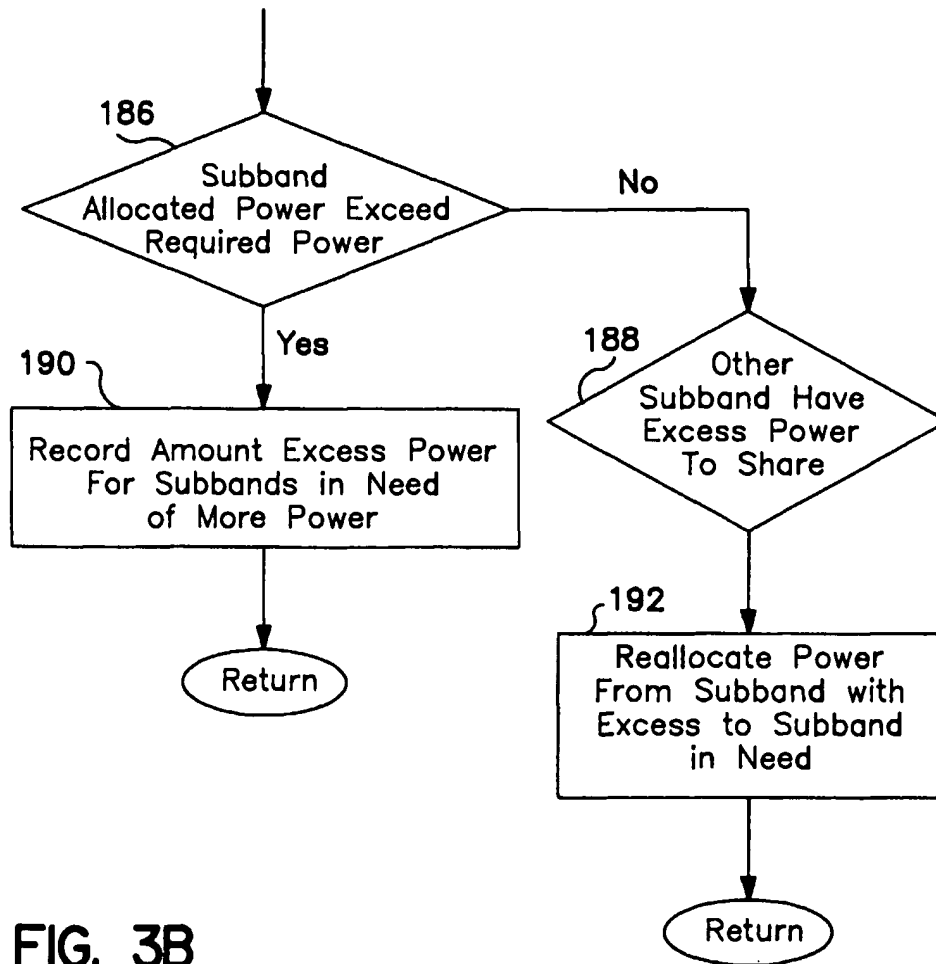 186
Subband
Allocated Power Exceed
Required Power
No
Yes
190
Record Amount Excess Power
For Subbands in Need
of More Power
Return
188
Other
Subband Have
Excess Power
To Share
192
Reallocate Power
From Subband with
Excess to Subband
in Need
Return
FIG. 3B